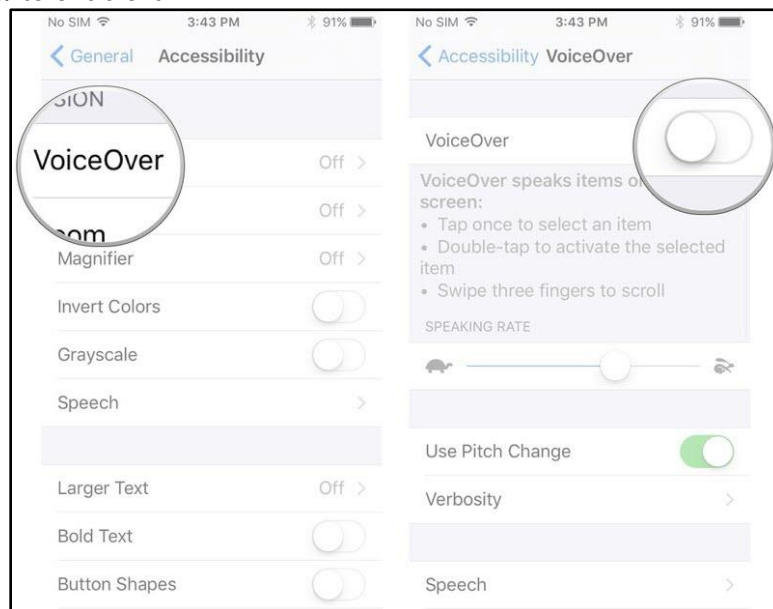 No SIM 3:43 PM 91%
General Accessibility
SION
VoiceOver Off
oom Off
Magnifier Off
Invert Colors
Grayscale
Speech
Larger Text Off
Bold Text
Button Shapes
No SIM 3:43 PM 91%
Accessibility VoiceOver
VoiceOver
VoiceOver speaks items o
screen:
• Tap once to select an item
• Double-tap to activate the selected
item
• Swipe three fingers to scroll
SPEAKING RATE
Use Pitch Change
Verbosity
Speech